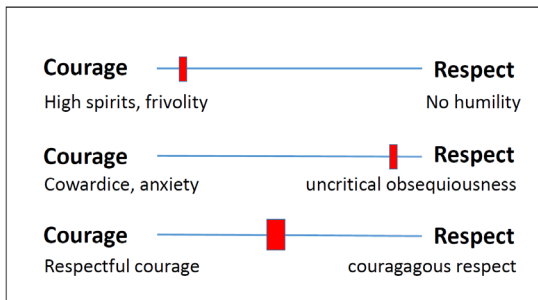 Courage Respect
High spirits, frivolity No humility
Courage Respect
Cowardice, anxiety uncritical obsequiousness
Courage Respect
Respectful courage couragagous respect